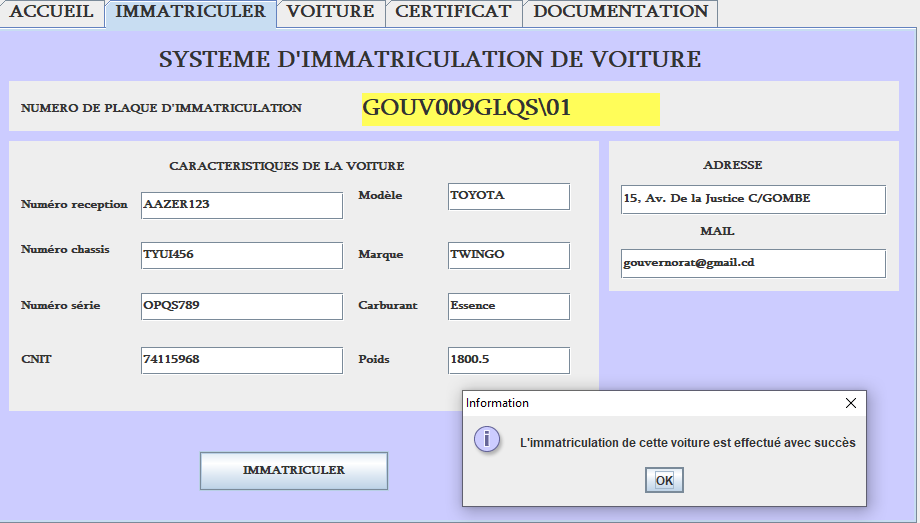 ACCUEIL IMMATRICULER VOITURE CERTIFICAT DOCUMENTATION
SYSTEME D'IMMATRICULATION DE VOITURE
NUMERO DE PLAQUE D'IMMATRICULATION GOUV009GLQS\01
CARACTERISTIQUES DE LA VOITURE
Numéro reception AAZER123 Modèle TOYOTA
Numéro chassis TYUI456 Marque TWINGO
Numéro série OPQS789 Carburant Essence
CNIT 74115968 Poids 1800.5
ADRESSE
15, Av. De la Justice C/GOMBE
MAIL
gouvernorat@gmail.cd
IMMATRICULER
Information
L'immatriculation de cette voiture est effectué avec succès
OK